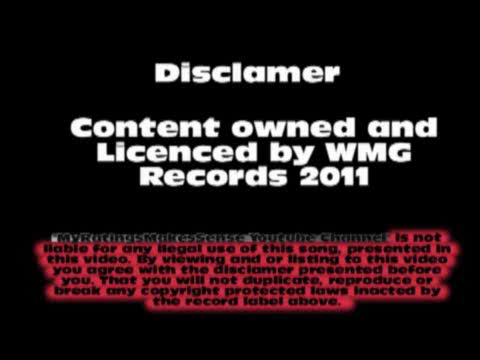 Disclamer
Content owned and
Licenced by WMG
Records 2011
"MyRatingsMakesSense Youtube Channel" is not
liable for any ilegal use of this song, presented in
this video. By viewing and or listing to this video
you agree with the disclamer presented before
you. That you will not duplicate, reproduce or
break any copyright protected laws inacted by
the record label above.